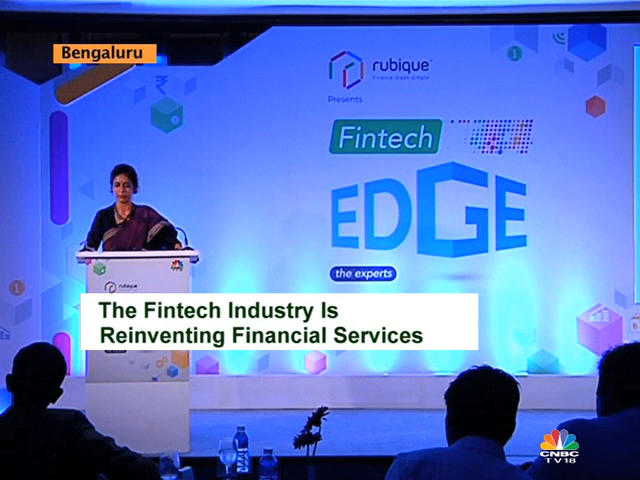 Bengaluru
rubique
Finance made simple
Presents
Fintech
EDGE
the experts
rubique
The Fintech Industry Is
Reinventing Financial Services
CNBC
TV18